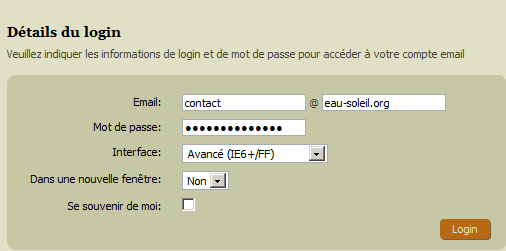 Détails du login
Veuillez indiquer les informations de login et de mot de passe pour accéder à votre compte email
Email: contact @ eau-soleil.org
Mot de passe: ●●●●●●●●●●●●●●
Interface: Avancé (IE6+/FF)
Dans une nouvelle fenêtre: Non
Se souvenir de moi:
Login